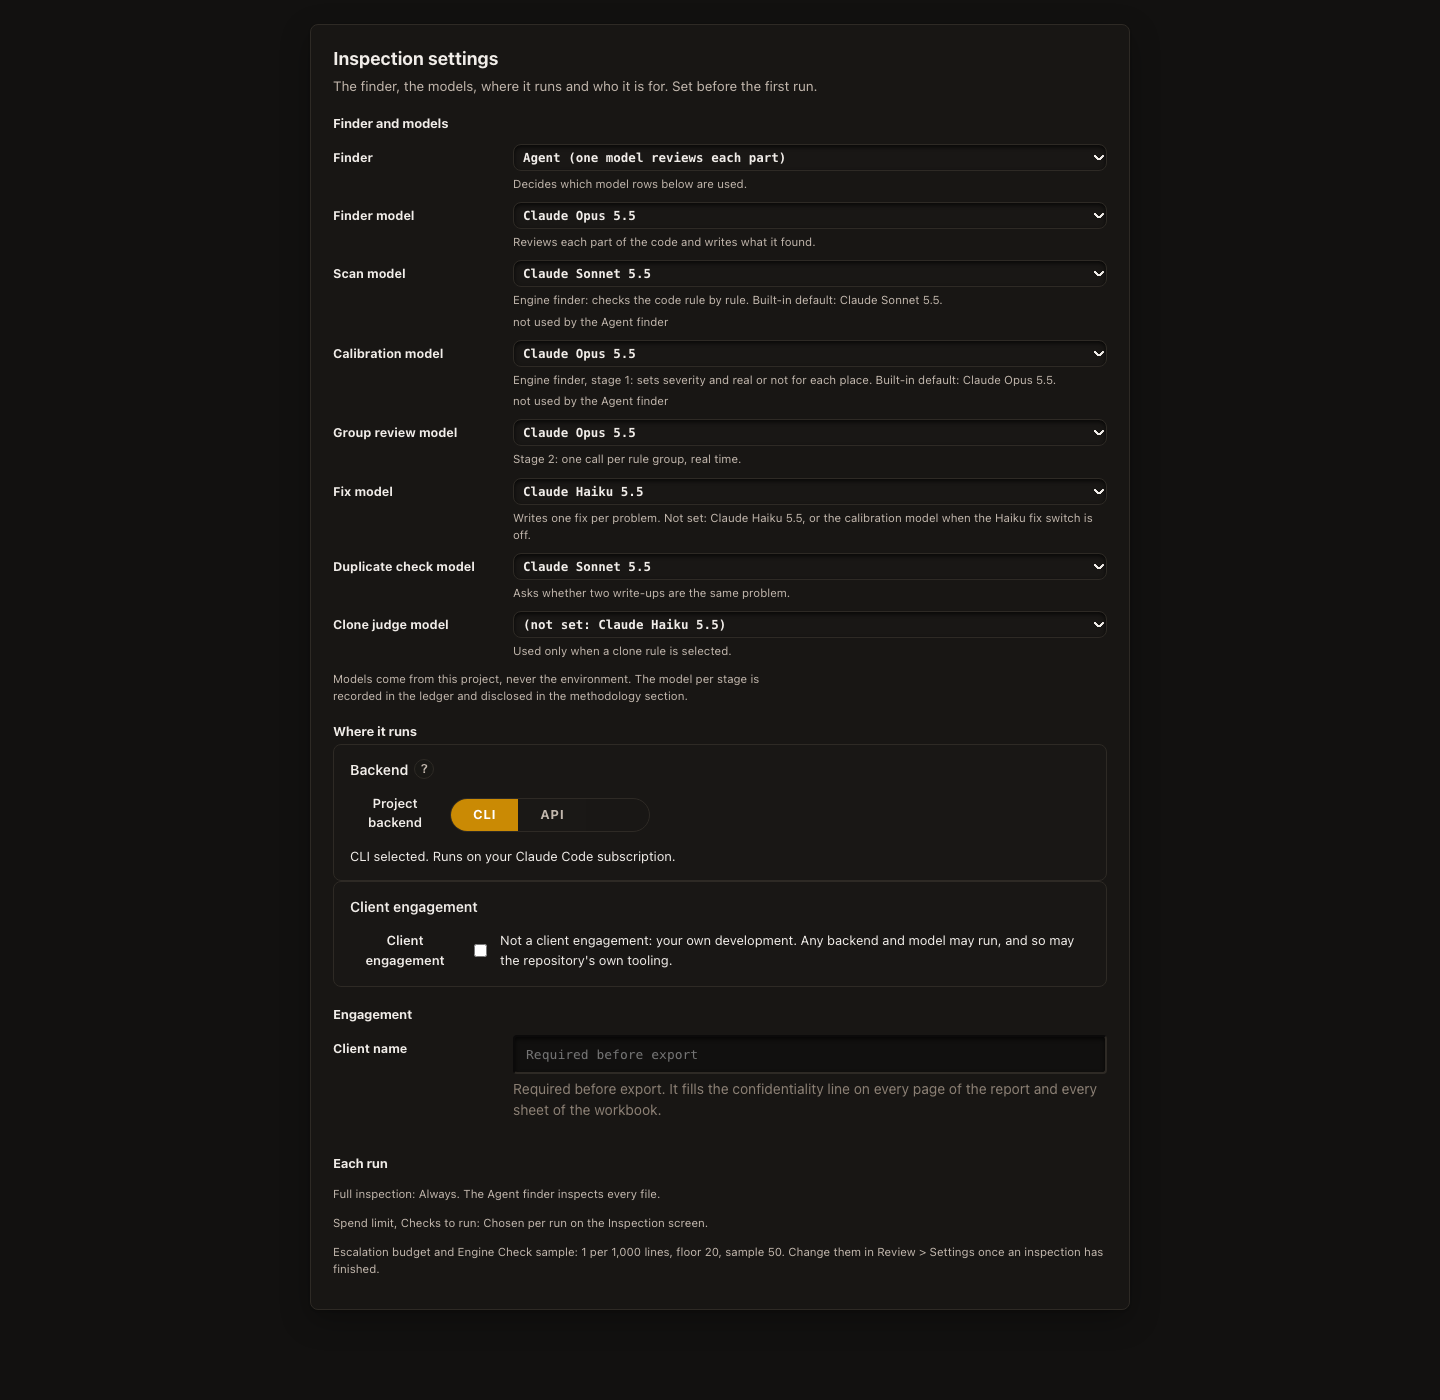 Inspection settings
The finder, the models, where it runs and who it is for. Set before the first run.
Finder and models
Finder
Agent (one model reviews each part)
Decides which model rows below are used.
Finder model
Claude Opus 5.5
Reviews each part of the code and writes what it found.
Scan model
Claude Sonnet 5.5
Engine finder: checks the code rule by rule. Built-in default: Claude Sonnet 5.5.
not used by the Agent finder
Calibration model
Claude Opus 5.5
Engine finder, stage 1: sets severity and real or not for each place. Built-in default: Claude Opus 5.5.
not used by the Agent finder
Group review model
Claude Opus 5.5
Stage 2: one call per rule group, real time.
Fix model
Claude Haiku 5.5
Writes one fix per problem. Not set: Claude Haiku 5.5, or the calibration model when the Haiku fix switch is
off.
Duplicate check model
Claude Sonnet 5.5
Asks whether two write-ups are the same problem.
Clone judge model
(not set: Claude Haiku 5.5)
Used only when a clone rule is selected.
Models come from this project, never the environment. The model per stage is
recorded in the ledger and disclosed in the methodology section.
Where it runs
Backend ?
Project
backend
CLI API
CLI selected. Runs on your Claude Code subscription.
Client engagement
Client
engagement
Not a client engagement: your own development. Any backend and model may run, and so may
the repository's own tooling.
Engagement
Client name
Required before export
Required before export. It fills the confidentiality line on every page of the report and every
sheet of the workbook.
Each run
Full inspection: Always. The Agent finder inspects every file.
Spend limit, Checks to run: Chosen per run on the Inspection screen.
Escalation budget and Engine Check sample: 1 per 1,000 lines, floor 20, sample 50. Change them in Review > Settings once an inspection has
finished.